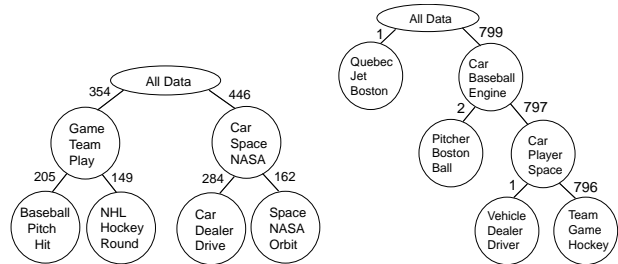 All Data
354
446
Game
Team
Play
Car
Space
NASA
205
149
284
162
Baseball
Pitch
Hit
NHL
Hockey
Round
Car
Dealer
Drive
Space
NASA
Orbit
All Data
1
799
Quebec
Jet
Boston
Car
Baseball
Engine
2
797
Pitcher
Boston
Ball
Car
Player
Space
1
796
Vehicle
Dealer
Driver
Team
Game
Hockey